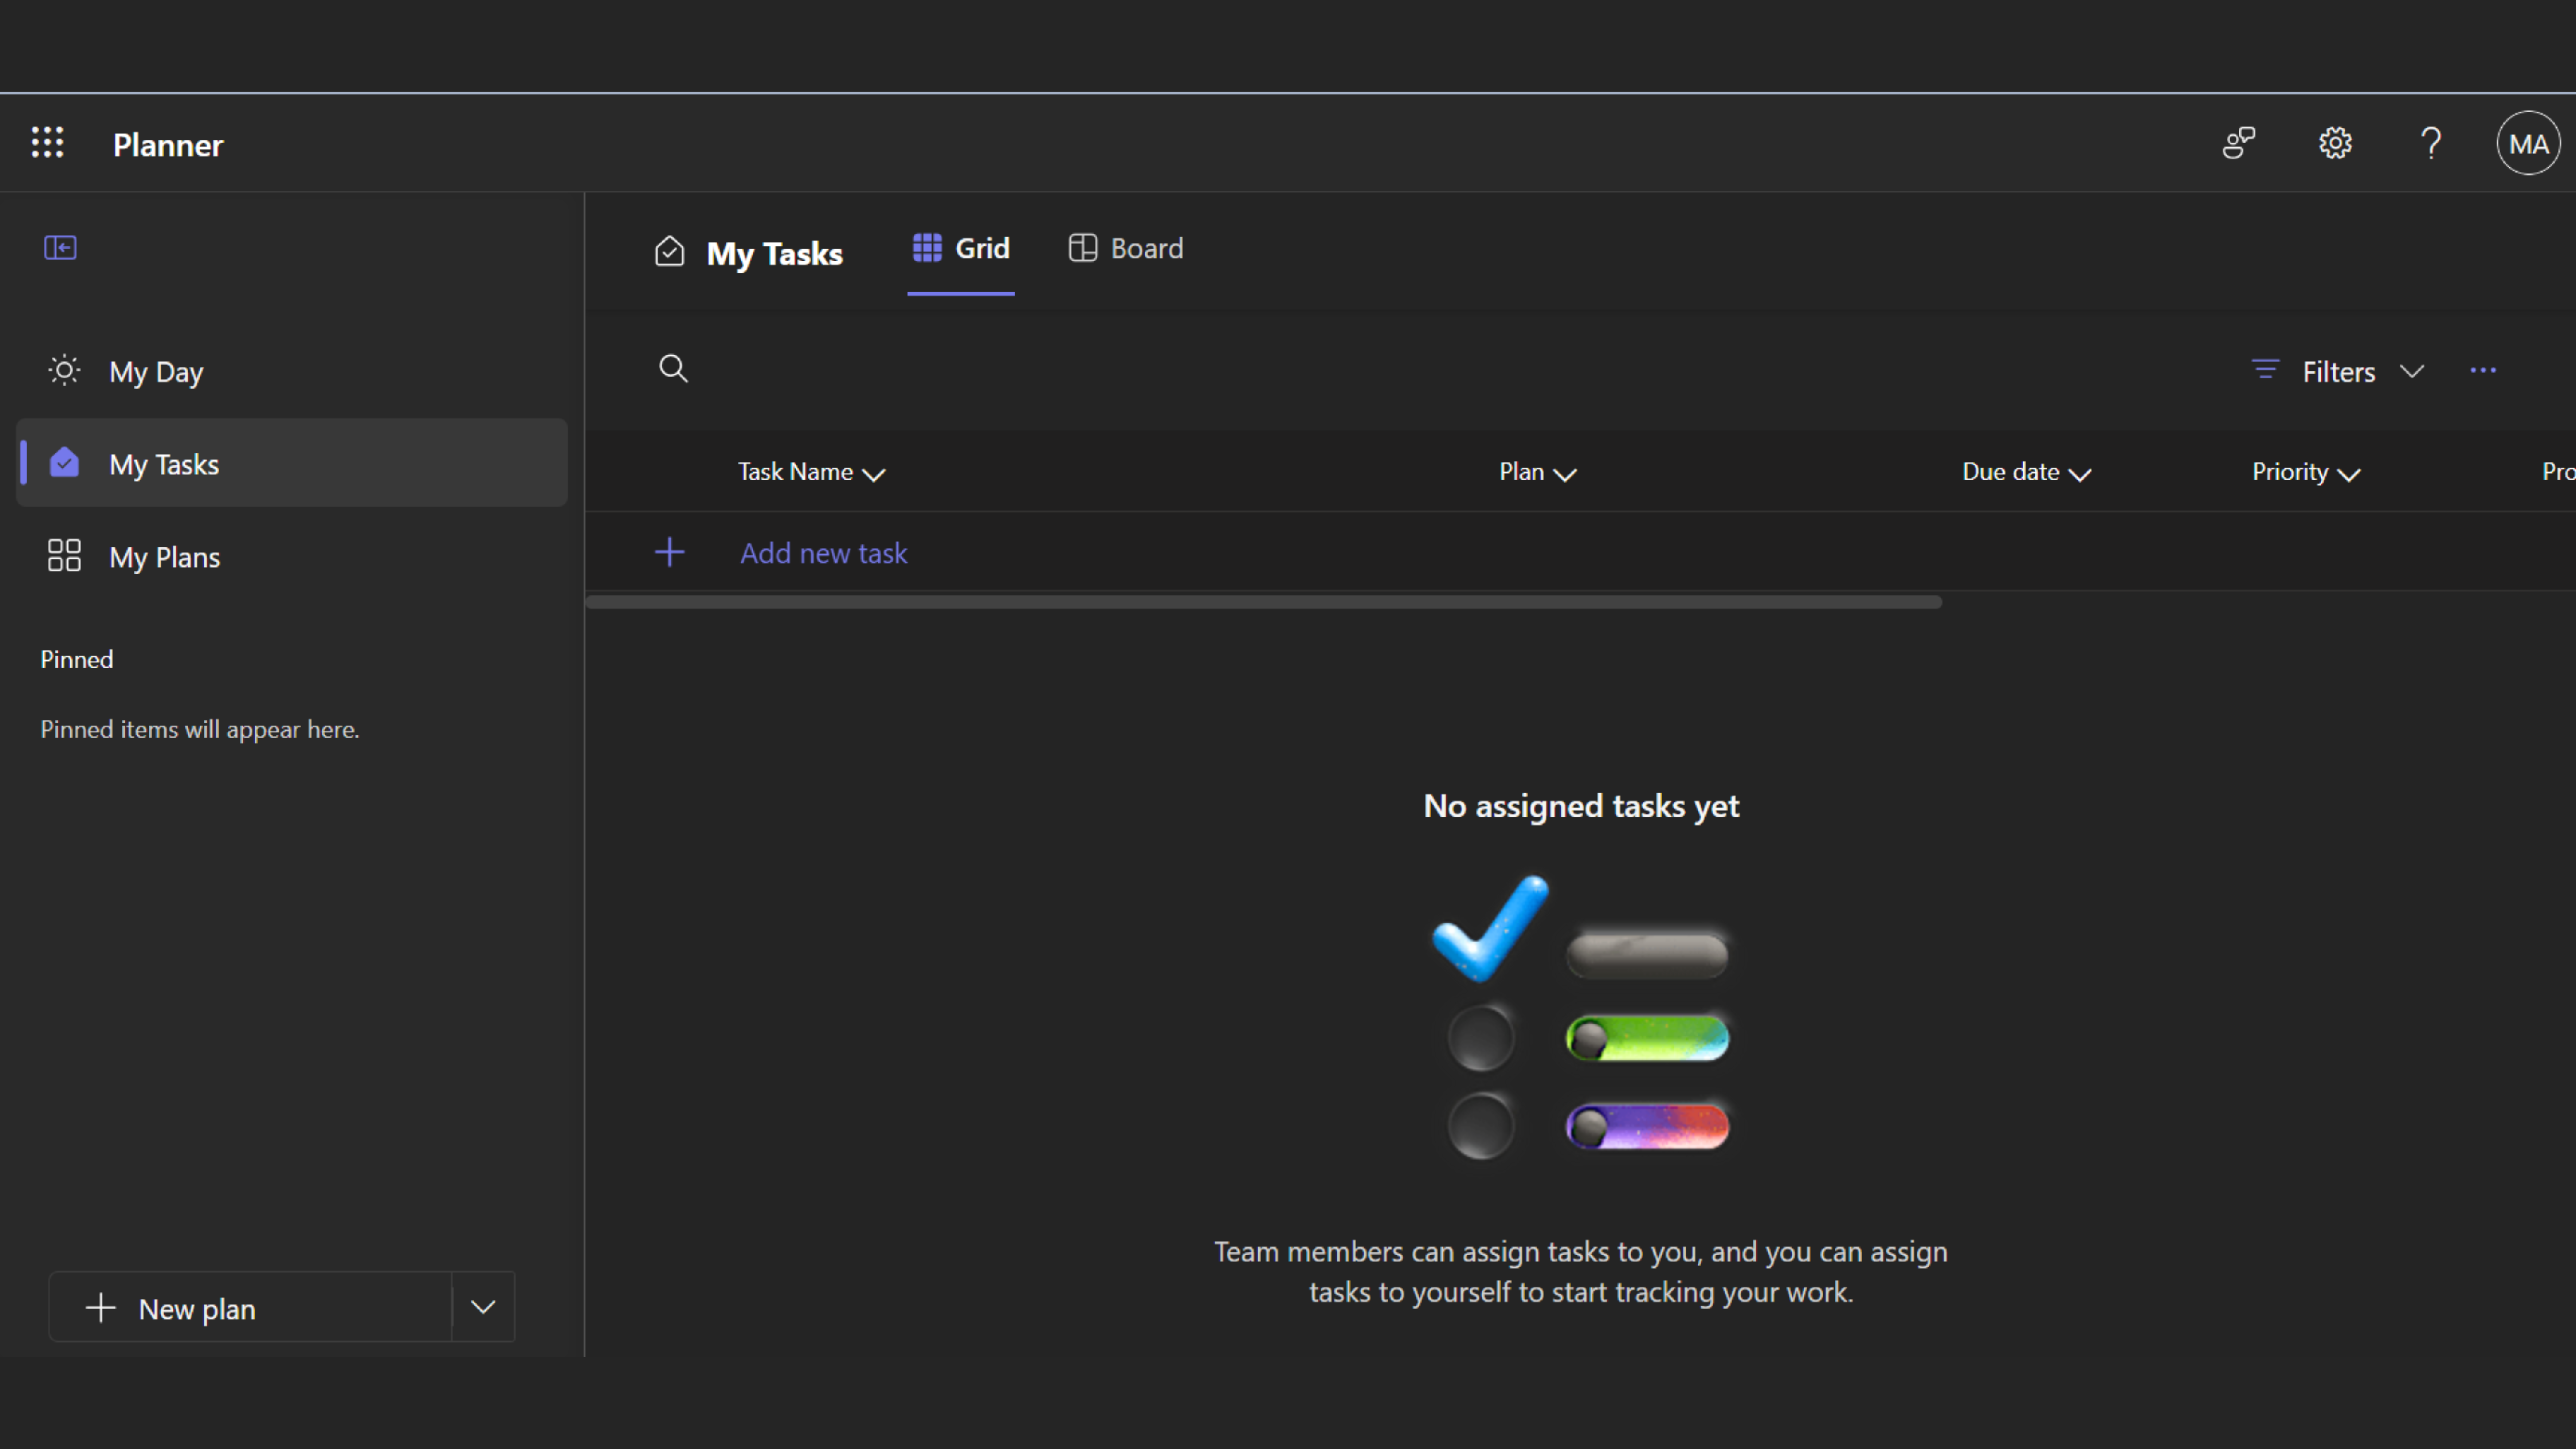 Planner
MA
My Tasks
Grid
Board
My Day
Filters
My Tasks
Task Name
Plan
Due date
Priority
Pro
My Plans
Add new task
Pinned
Pinned items will appear here.
No assigned tasks yet
Team members can assign tasks to you, and you can assign
tasks to yourself to start tracking your work.
New plan